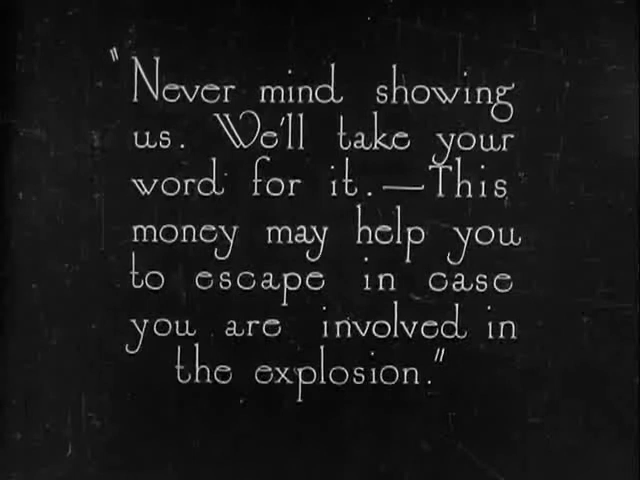 "Never mind showing
us. We'll take your
word for it.—This
money may help you
to escape in case
you are involved in
the explosion."